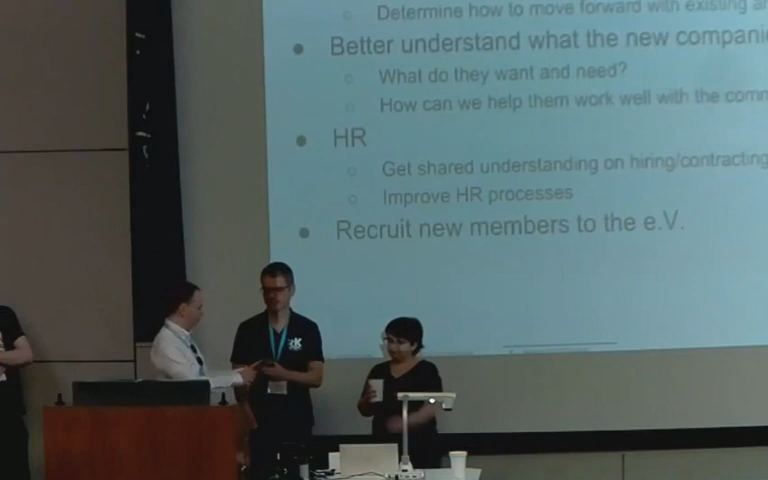 Determine how to move forward with existing
Better understand what the new
What do they want and need?
How can we help them work well with the
HR
Get shared understanding on hiring/contracting
Improve HR processes
Recruit new members to the e.V.